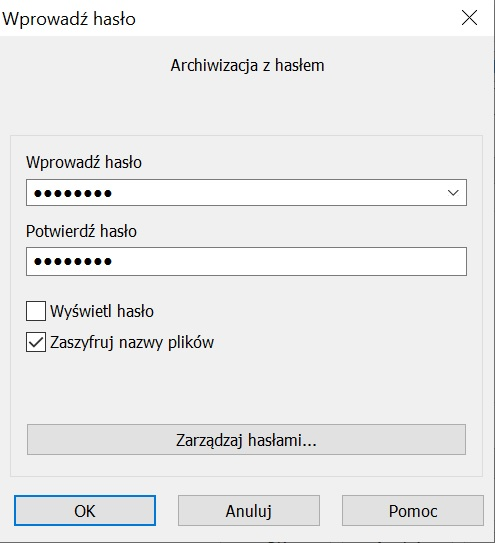 Wprowadź hasło
Archiwizacja z hasłem
Wprowadź hasło
●●●●●●●●
Potwierdź hasło
●●●●●●●●
Wyświetl hasło
Zaszyfruj nazwy plików
Zarządzaj hasłami...
OK Anuluj Pomoc